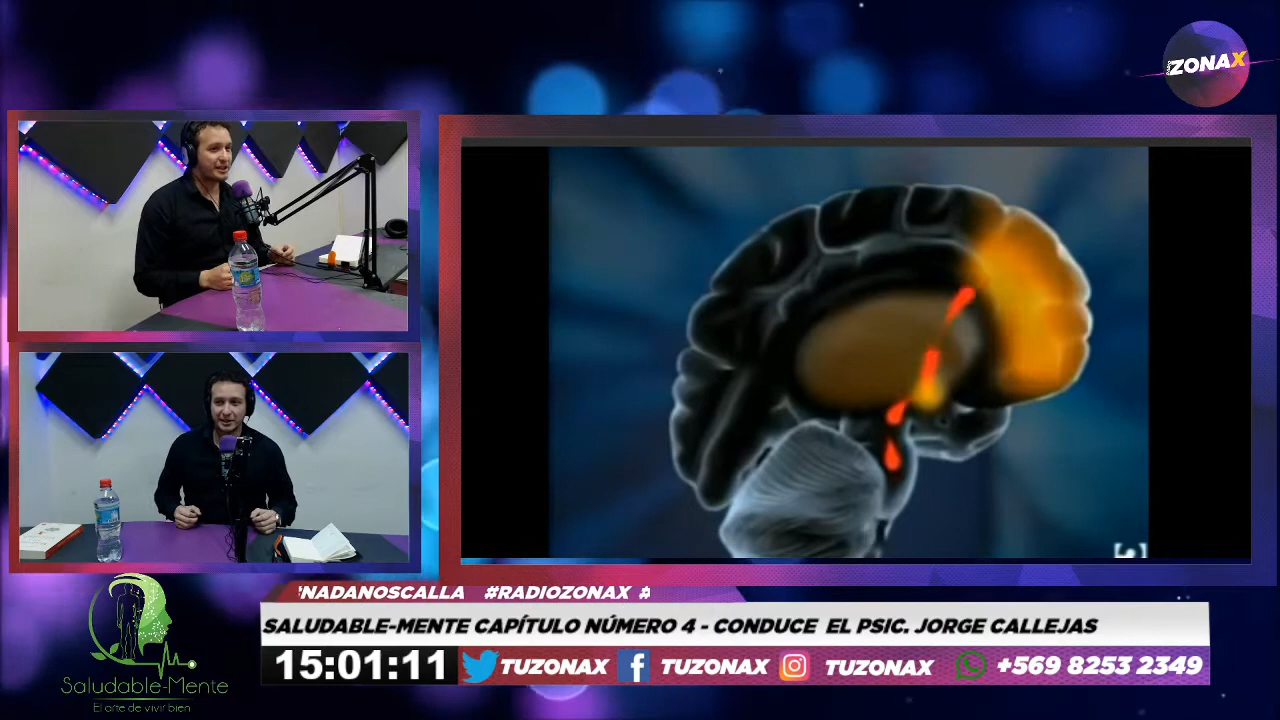 ZONAX
#NADANOSCALLA #RADIOZONAX #
SALUDABLE-MENTE CAPÍTULO NÚMERO 4 - CONDUCE EL PSIC. JORGE CALLEJAS
15:01:11 TUZONAX TUZONAX TUZONAX +569 8253 2349
Saludable-Mente
El arte de vivir bien